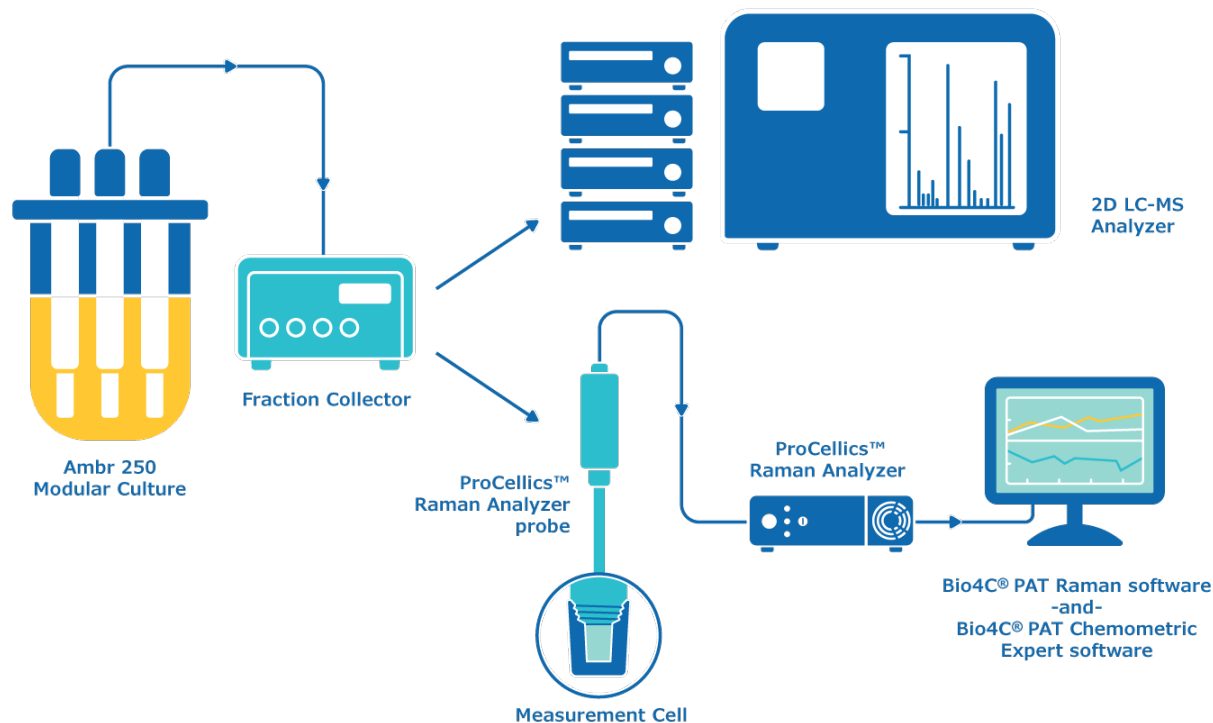 2D LC-MS
Analyzer
Fraction Collector
Ambr 250
Modular Culture
ProCellics™
Raman Analyzer
probe
ProCellics™
Raman Analyzer
Bio4C® PAT Raman software
-and-
Bio4C® PAT Chemometric
Expert software
Measurement Cell